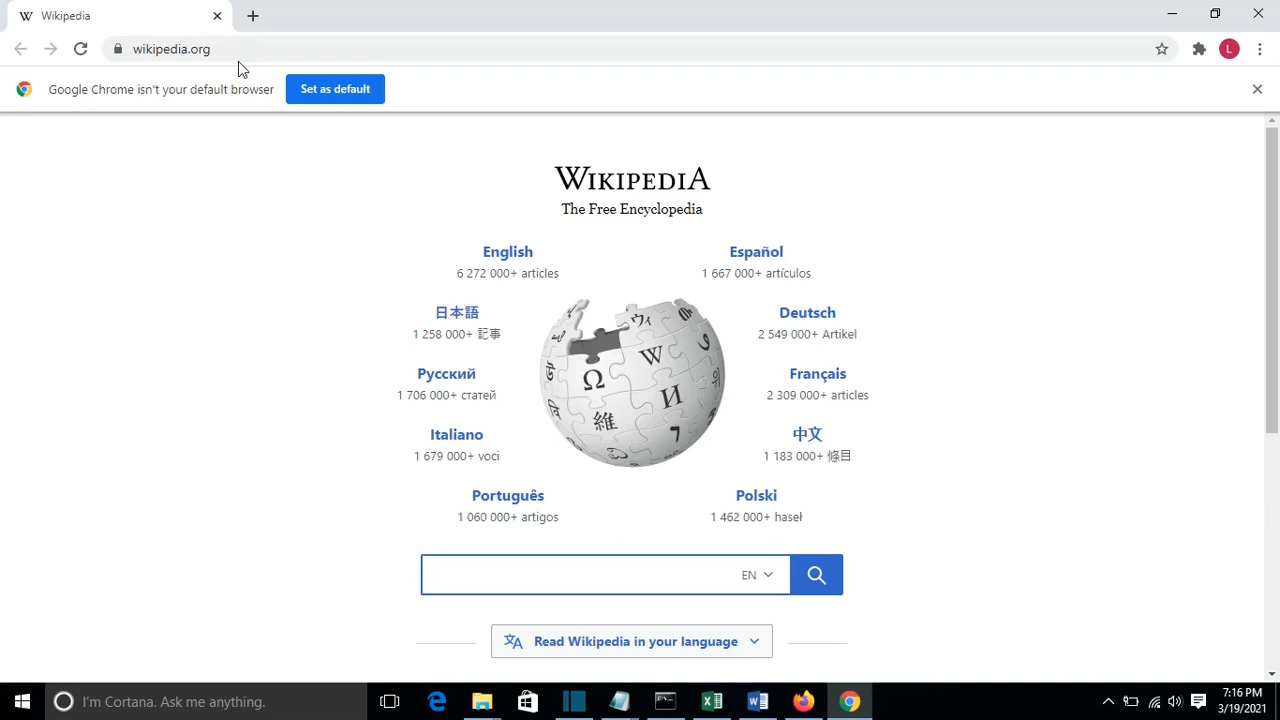 Wikipedia
wikipedia.org
L
Google Chrome isn't your default browser
Set as default
WIKIPEDIA
The Free Encyclopedia
English
6 272 000+ articles
Español
1 667 000+ artículos
日本語
1 258 000+ 記事
Deutsch
2 549 000+ Artikel
Русский
1 706 000+ статей
Français
2 309 000+ articles
Italiano
1 679 000+ voci
中文
1 183 000+ 條目
Português
1 060 000+ artigos
Polski
1 462 000+ haseł
Ω
W
И
維
ウィ
7
EN
Read Wikipedia in your language
I'm Cortana. Ask me anything.
7:16 PM
3/19/2021